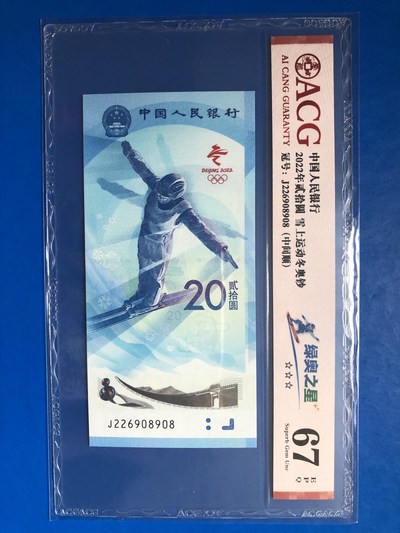 中国人民银行
BEIJING 2022
20
贰拾圆
J226908908
ACG
AI CANG GUARANTY
中国人民银行
2022年贰拾圆 雪上运动冬奥钞
冠号：J226908908（中间顺）
绿奥之星
☆☆☆
67
E
P
Q
Superb Gem Unc